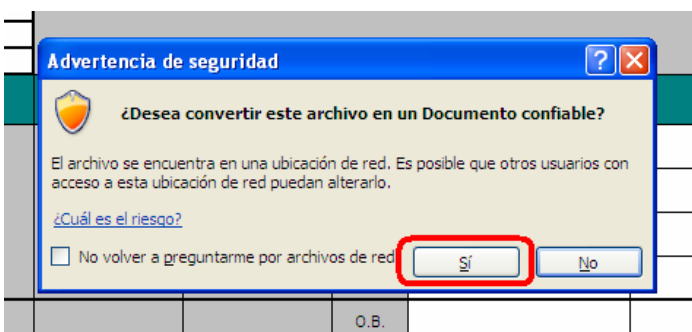 Advertencia de seguridad
¿Desea convertir este archivo en un Documento confiable?
El archivo se encuentra en una ubicación de red. Es posible que otros usuarios con
acceso a esta ubicación de red puedan alterarlo.
¿Cuál es el riesgo?
No volver a preguntarme por archivos de red
Sí
No
O.B.